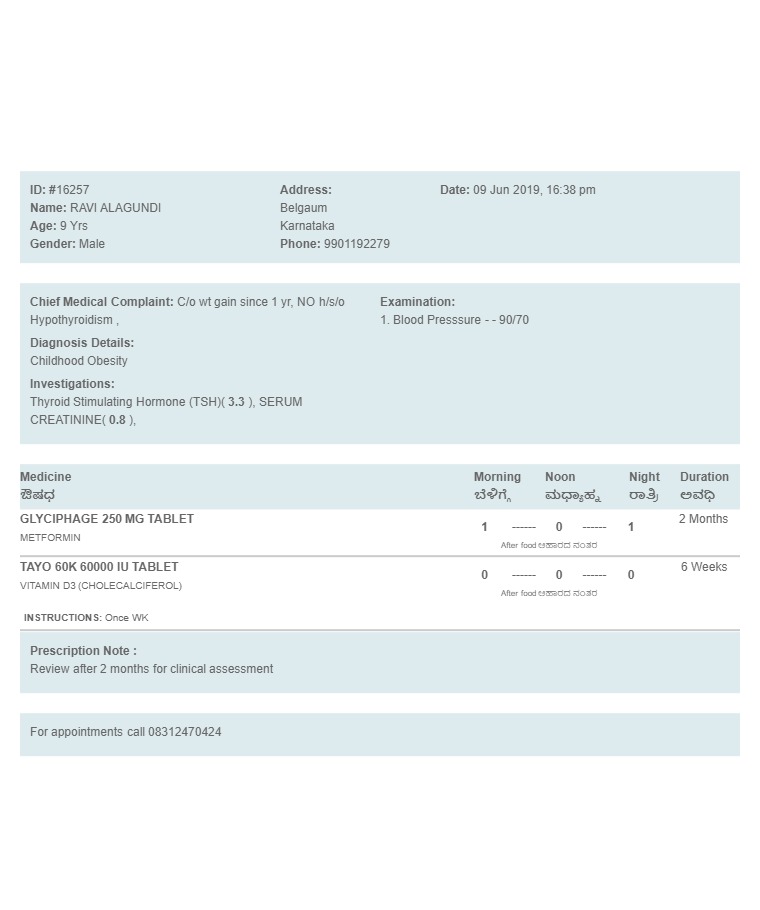 ID: #16257
Name: RAVI ALAGUNDI
Age: 9 Yrs
Gender: Male
Address:
Belgaum
Karnataka
Phone: 9901192279
Date: 09 Jun 2019, 16:38 pm
Chief Medical Complaint: C/o wt gain since 1 yr, NO h/s/o
Hypothyroidism ,
Diagnosis Details:
Childhood Obesity
Investigations:
Thyroid Stimulating Hormone (TSH)( 3.3 ), SERUM
CREATININE( 0.8 ),
Examination:
1. Blood Presssure - - 90/70
Medicine Morning Noon Night Duration
ಔಷಧ ಬೆಳಿಗ್ಗೆ ಮಧ್ಯಾಹ್ನ ರಾತ್ರಿ ಅವಧಿ
GLYCIPHAGE 250 MG TABLET 2 Months
1 ------ 0 ------ 1
METFORMIN
After food ಆಹಾರದ ನಂತರ
TAYO 60K 60000 IU TABLET 6 Weeks
0 ------ 0 ------ 0
VITAMIN D3 (CHOLECALCIFEROL)
After food ಆಹಾರದ ನಂತರ
INSTRUCTIONS: Once WK
Prescription Note :
Review after 2 months for clinical assessment
For appointments call 08312470424